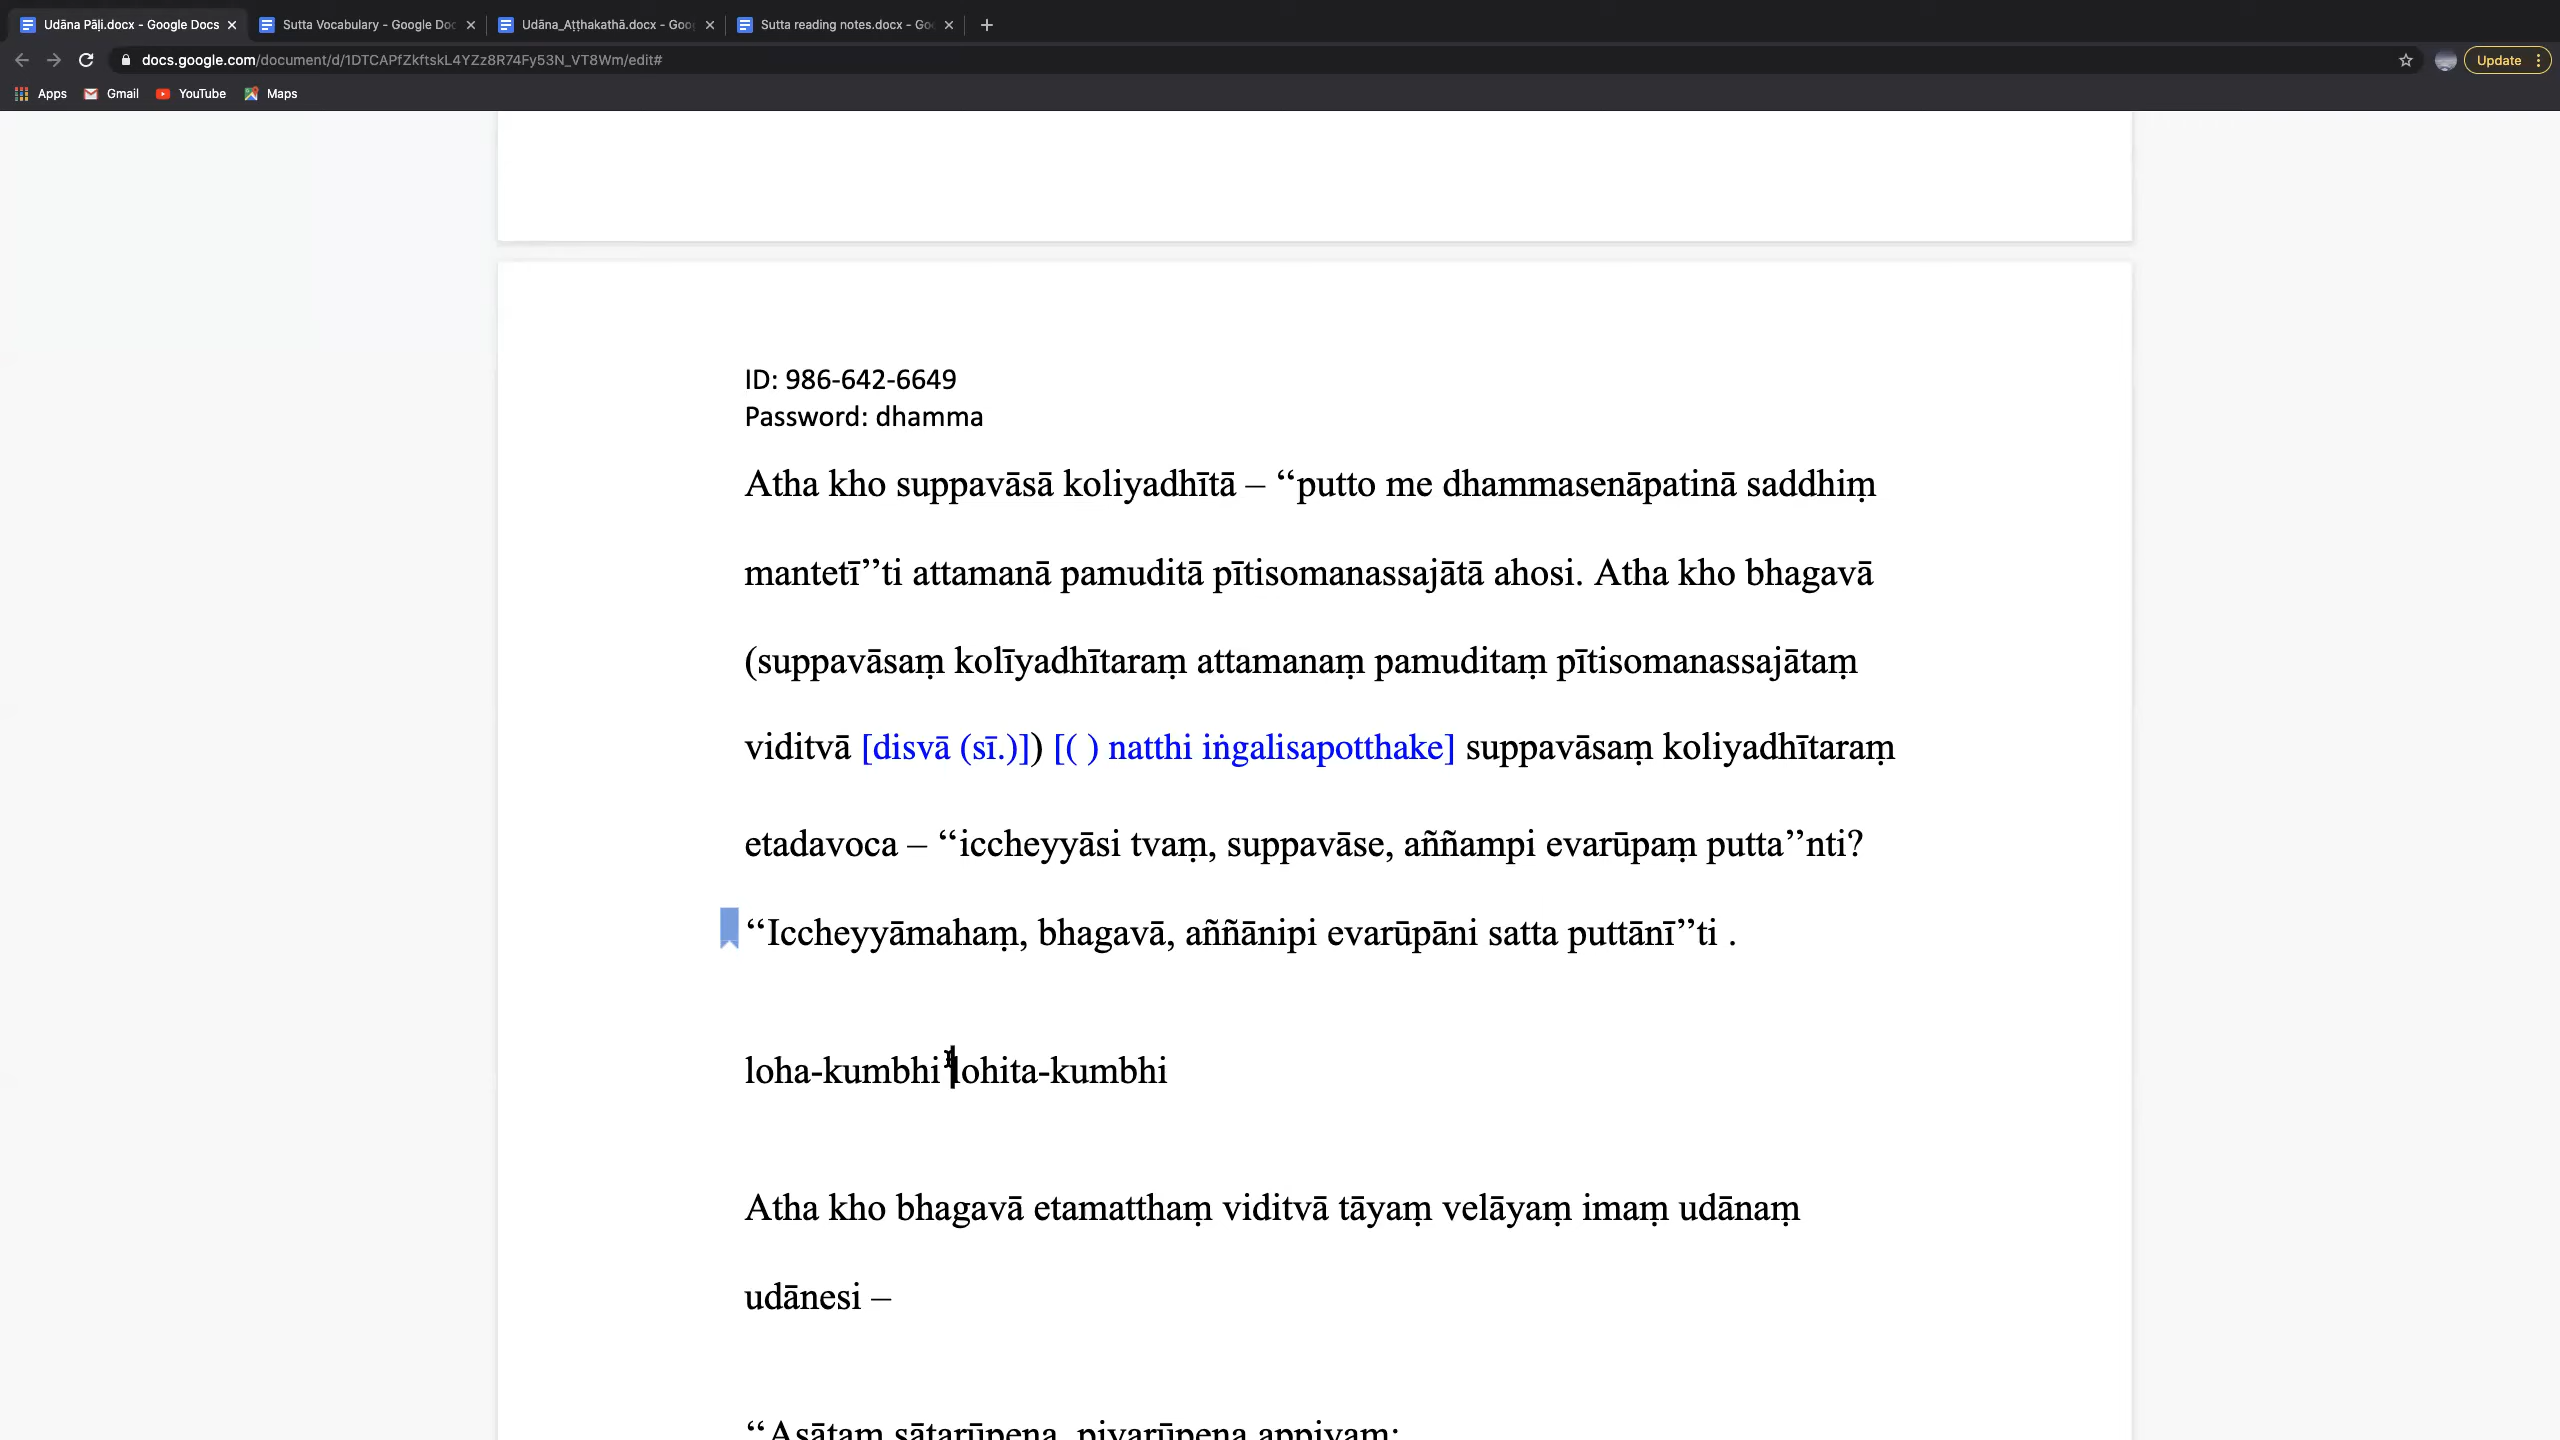 Udāna Pāḷi.docx - Google Docs
Sutta Vocabulary - Google Doc
Udāna_Aṭṭhakathā.docx - Goo
Sutta reading notes.docx - Go
docs.google.com/document/d/1DTCAPfZkftskL4YZz8R74Fy53N_VT8Wm/edit#
Update
Apps
Gmail
YouTube
Maps
ID: 986-642-6649
Password: dhamma
Atha kho suppavāsā koliyadhītā – ‘‘putto me dhammasenāpatinā saddhiṃ
mantetī’’ti attamanā pamuditā pītisomanassajātā ahosi. Atha kho bhagavā
(suppavāsaṃ kolīyadhītaraṃ attamanaṃ pamuditaṃ pītisomanassajātaṃ
viditvā [disvā (sī.)]) [( ) natthi iṅgalisapotthake] suppavāsaṃ koliyadhītaraṃ
etadavoca – ‘‘iccheyyāsi tvaṃ, suppavāse, aññampi evarūpaṃ putta’’nti?
‘‘Iccheyyāmahaṃ, bhagavā, aññānipi evarūpāni satta puttānī’’ti .
loha-kumbhi lohita-kumbhi
Atha kho bhagavā etamatthaṃ viditvā tāyaṃ velāyaṃ imaṃ udānaṃ
udānesi –
‘‘Asātaṃ sātarūpena, piyarūpena appiyaṃ;